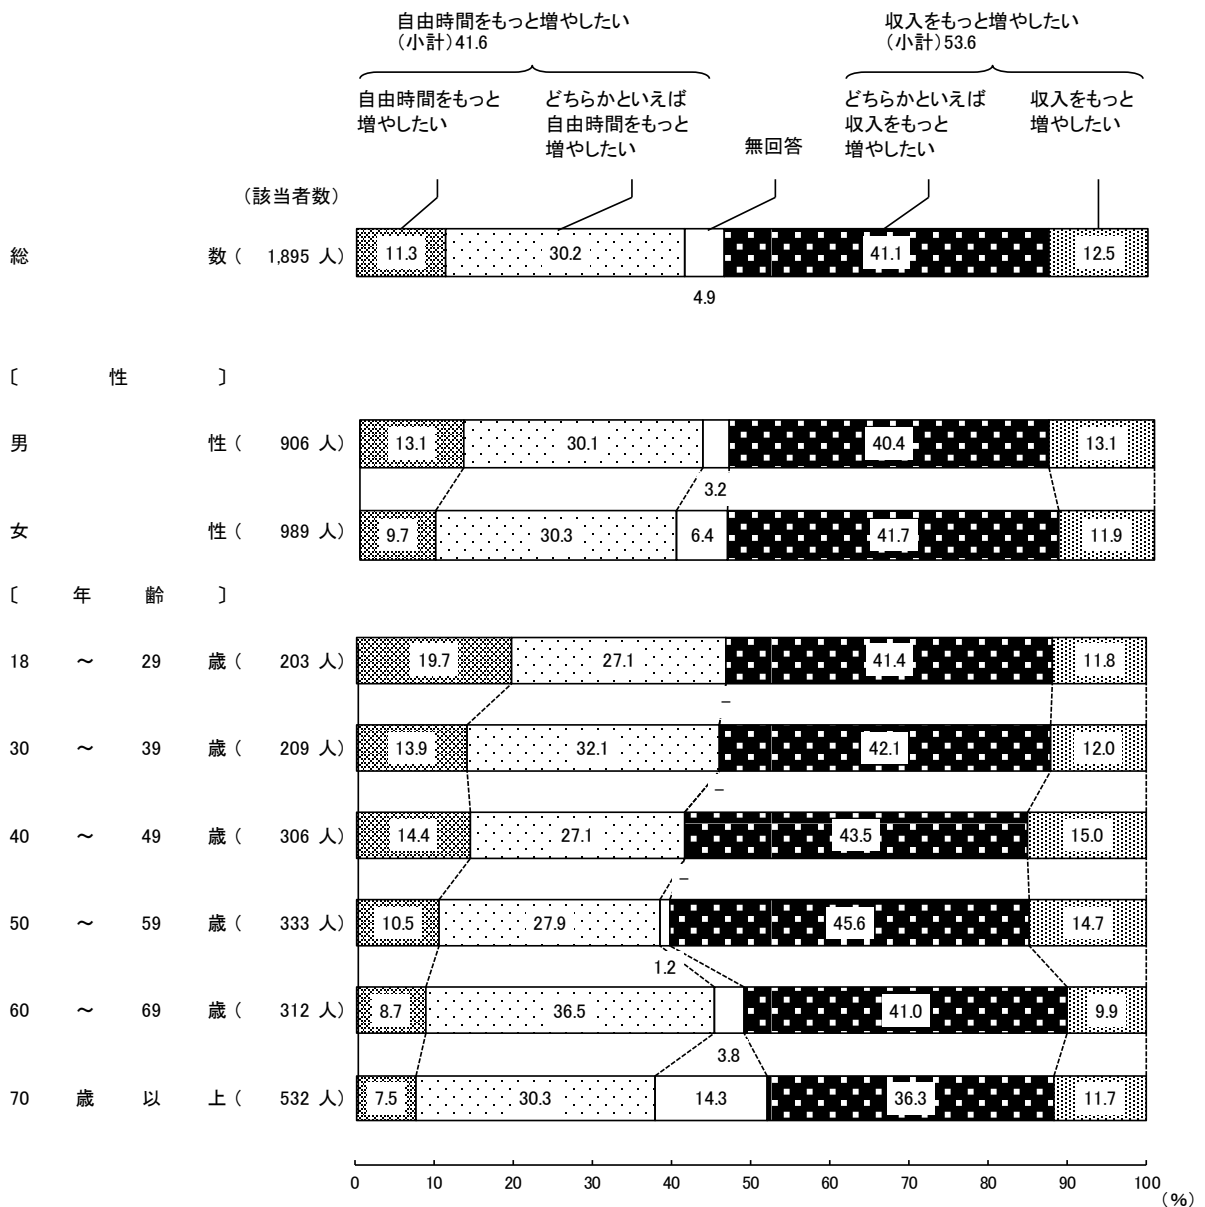 自由時間をもっと増やしたい
（小計）41.6
収入をもっと増やしたい
（小計）53.6
自由時間をもっと
増やしたい
どちらかといえば
自由時間をもっと
増やしたい
無回答
どちらかといえば
収入をもっと
増やしたい
収入をもっと
増やしたい
（該当者数）
総 数（ 1,895 人） 11.3 30.2 41.1 12.5
4.9
〔 性 〕
男 性（ 906 人） 13.1 30.1 40.4 13.1
3.2
女 性（ 989 人） 9.7 30.3 6.4 41.7 11.9
〔 年 齢 〕
18 ～ 29 歳（ 203 人） 19.7 27.1 41.4 11.8
－
30 ～ 39 歳（ 209 人） 13.9 32.1 42.1 12.0
－
40 ～ 49 歳（ 306 人） 14.4 27.1 43.5 15.0
－
50 ～ 59 歳（ 333 人） 10.5 27.9 45.6 14.7
1.2
60 ～ 69 歳（ 312 人） 8.7 36.5 41.0 9.9
3.8
70 歳 以 上（ 532 人） 7.5 30.3 14.3 36.3 11.7
0 10 20 30 40 50 60 70 80 90 100
（％）